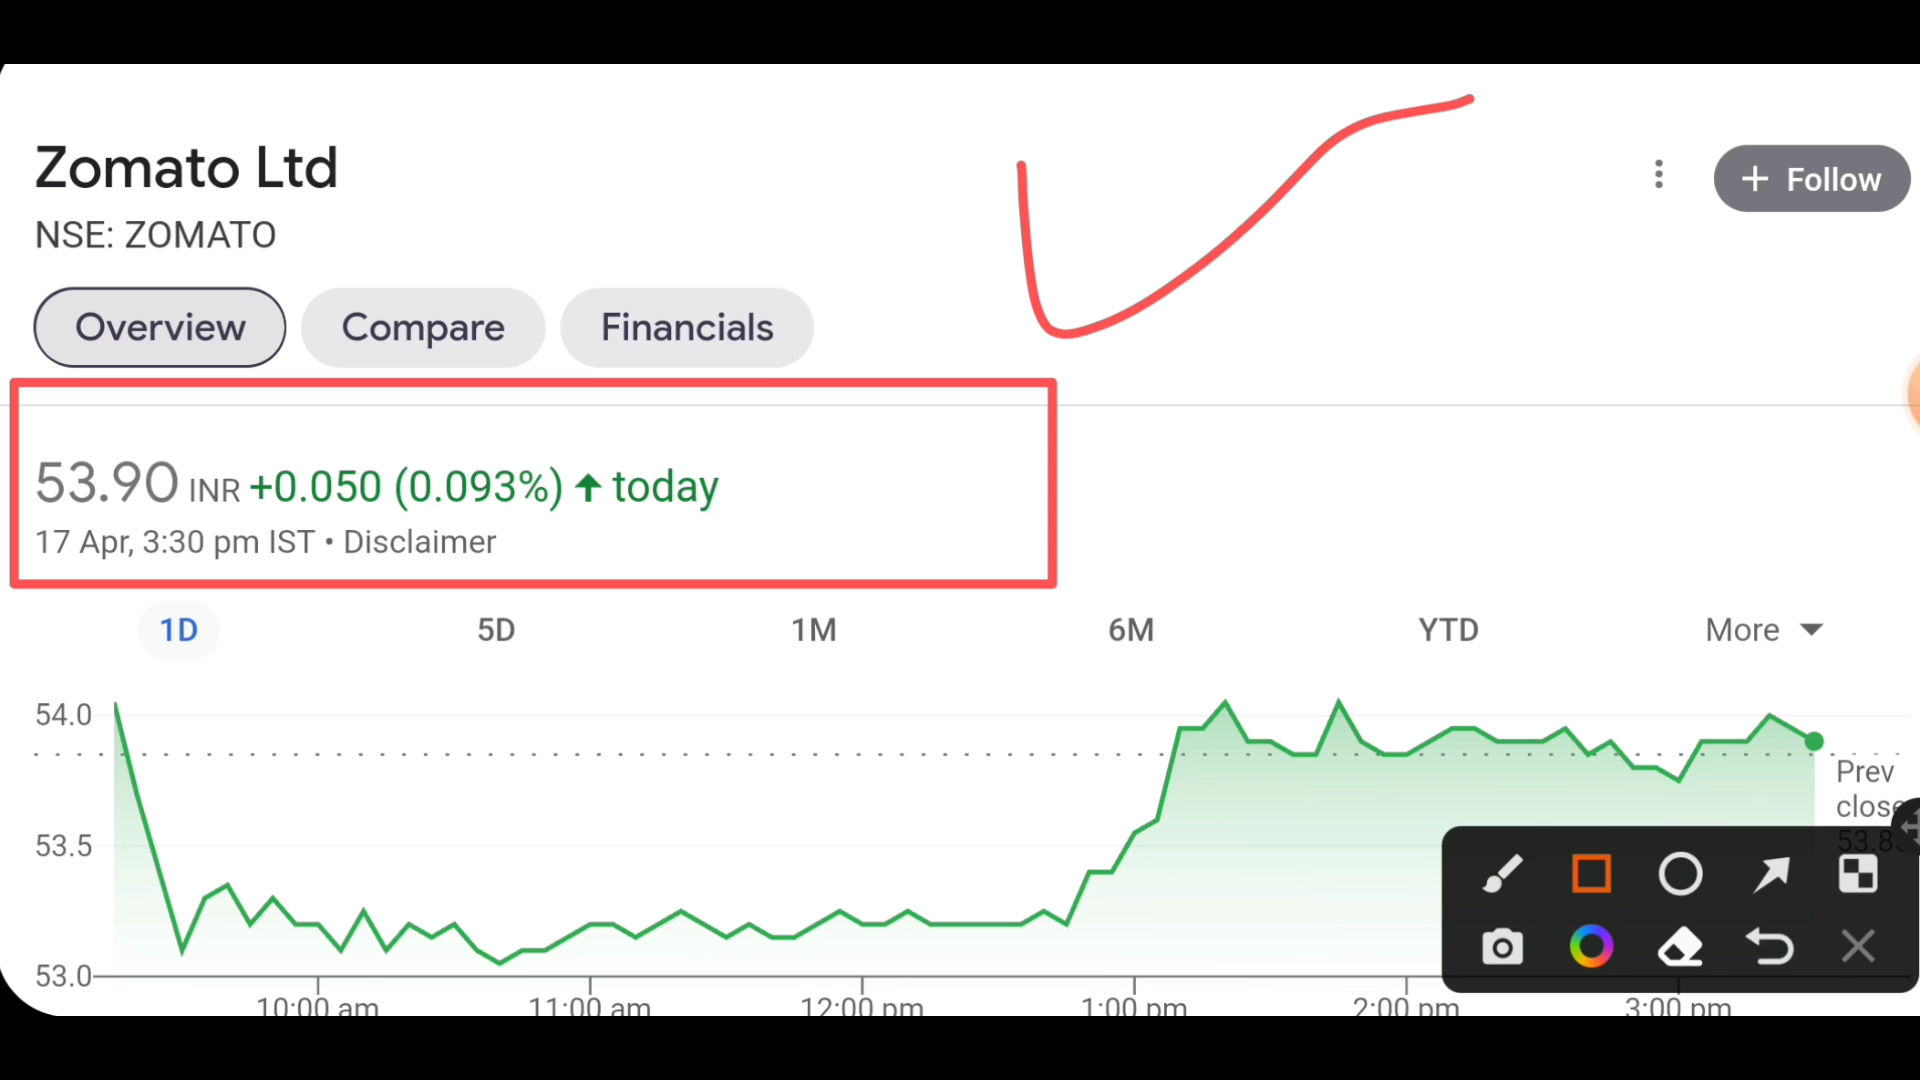 Zomato Ltd
+ Follow
NSE: ZOMATO
Overview
Compare
Financials
53.90 INR +0.050 (0.093%) ↑ today
17 Apr, 3:30 pm IST • Disclaimer
1D 5D 1M 6M YTD More
54.0
53.5
53.0
Prev
close
10:00 am 11:00 am 12:00 pm 1:00 pm 2:00 pm 3:00 pm